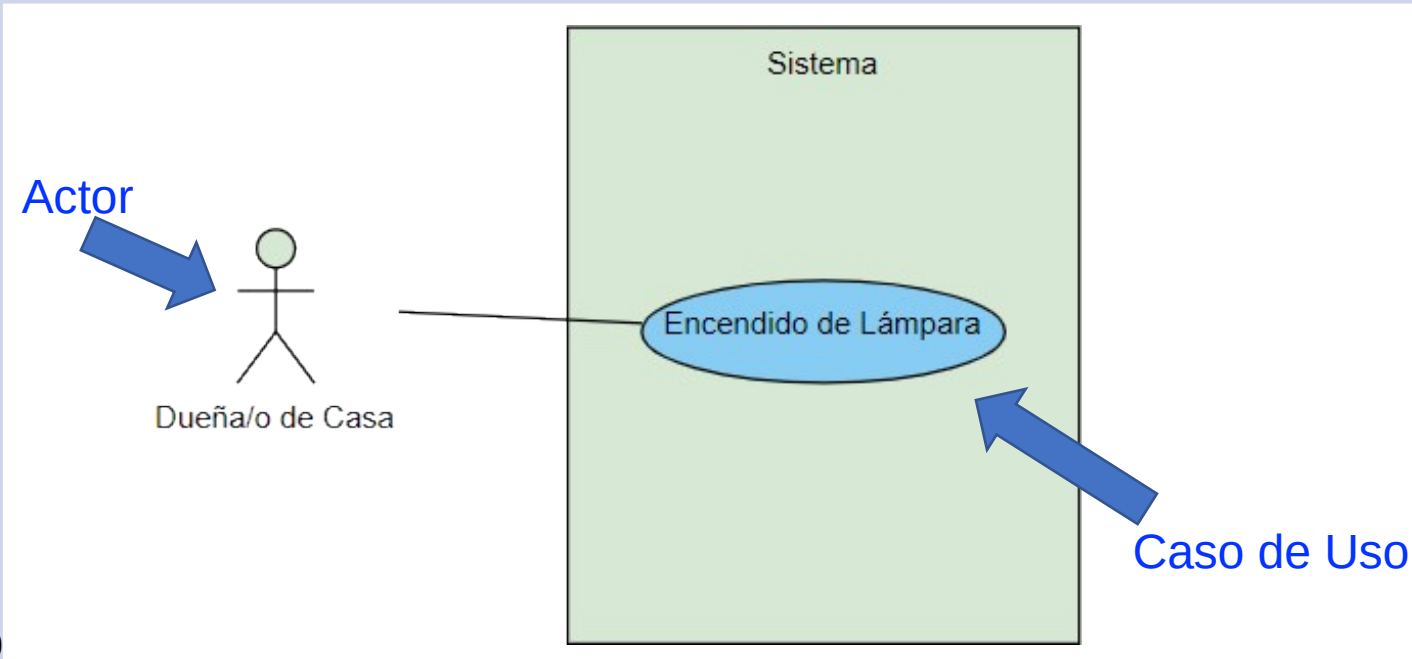 Sistema
Actor
Encendido de Lámpara
Dueña/o de Casa
Caso de Uso
)